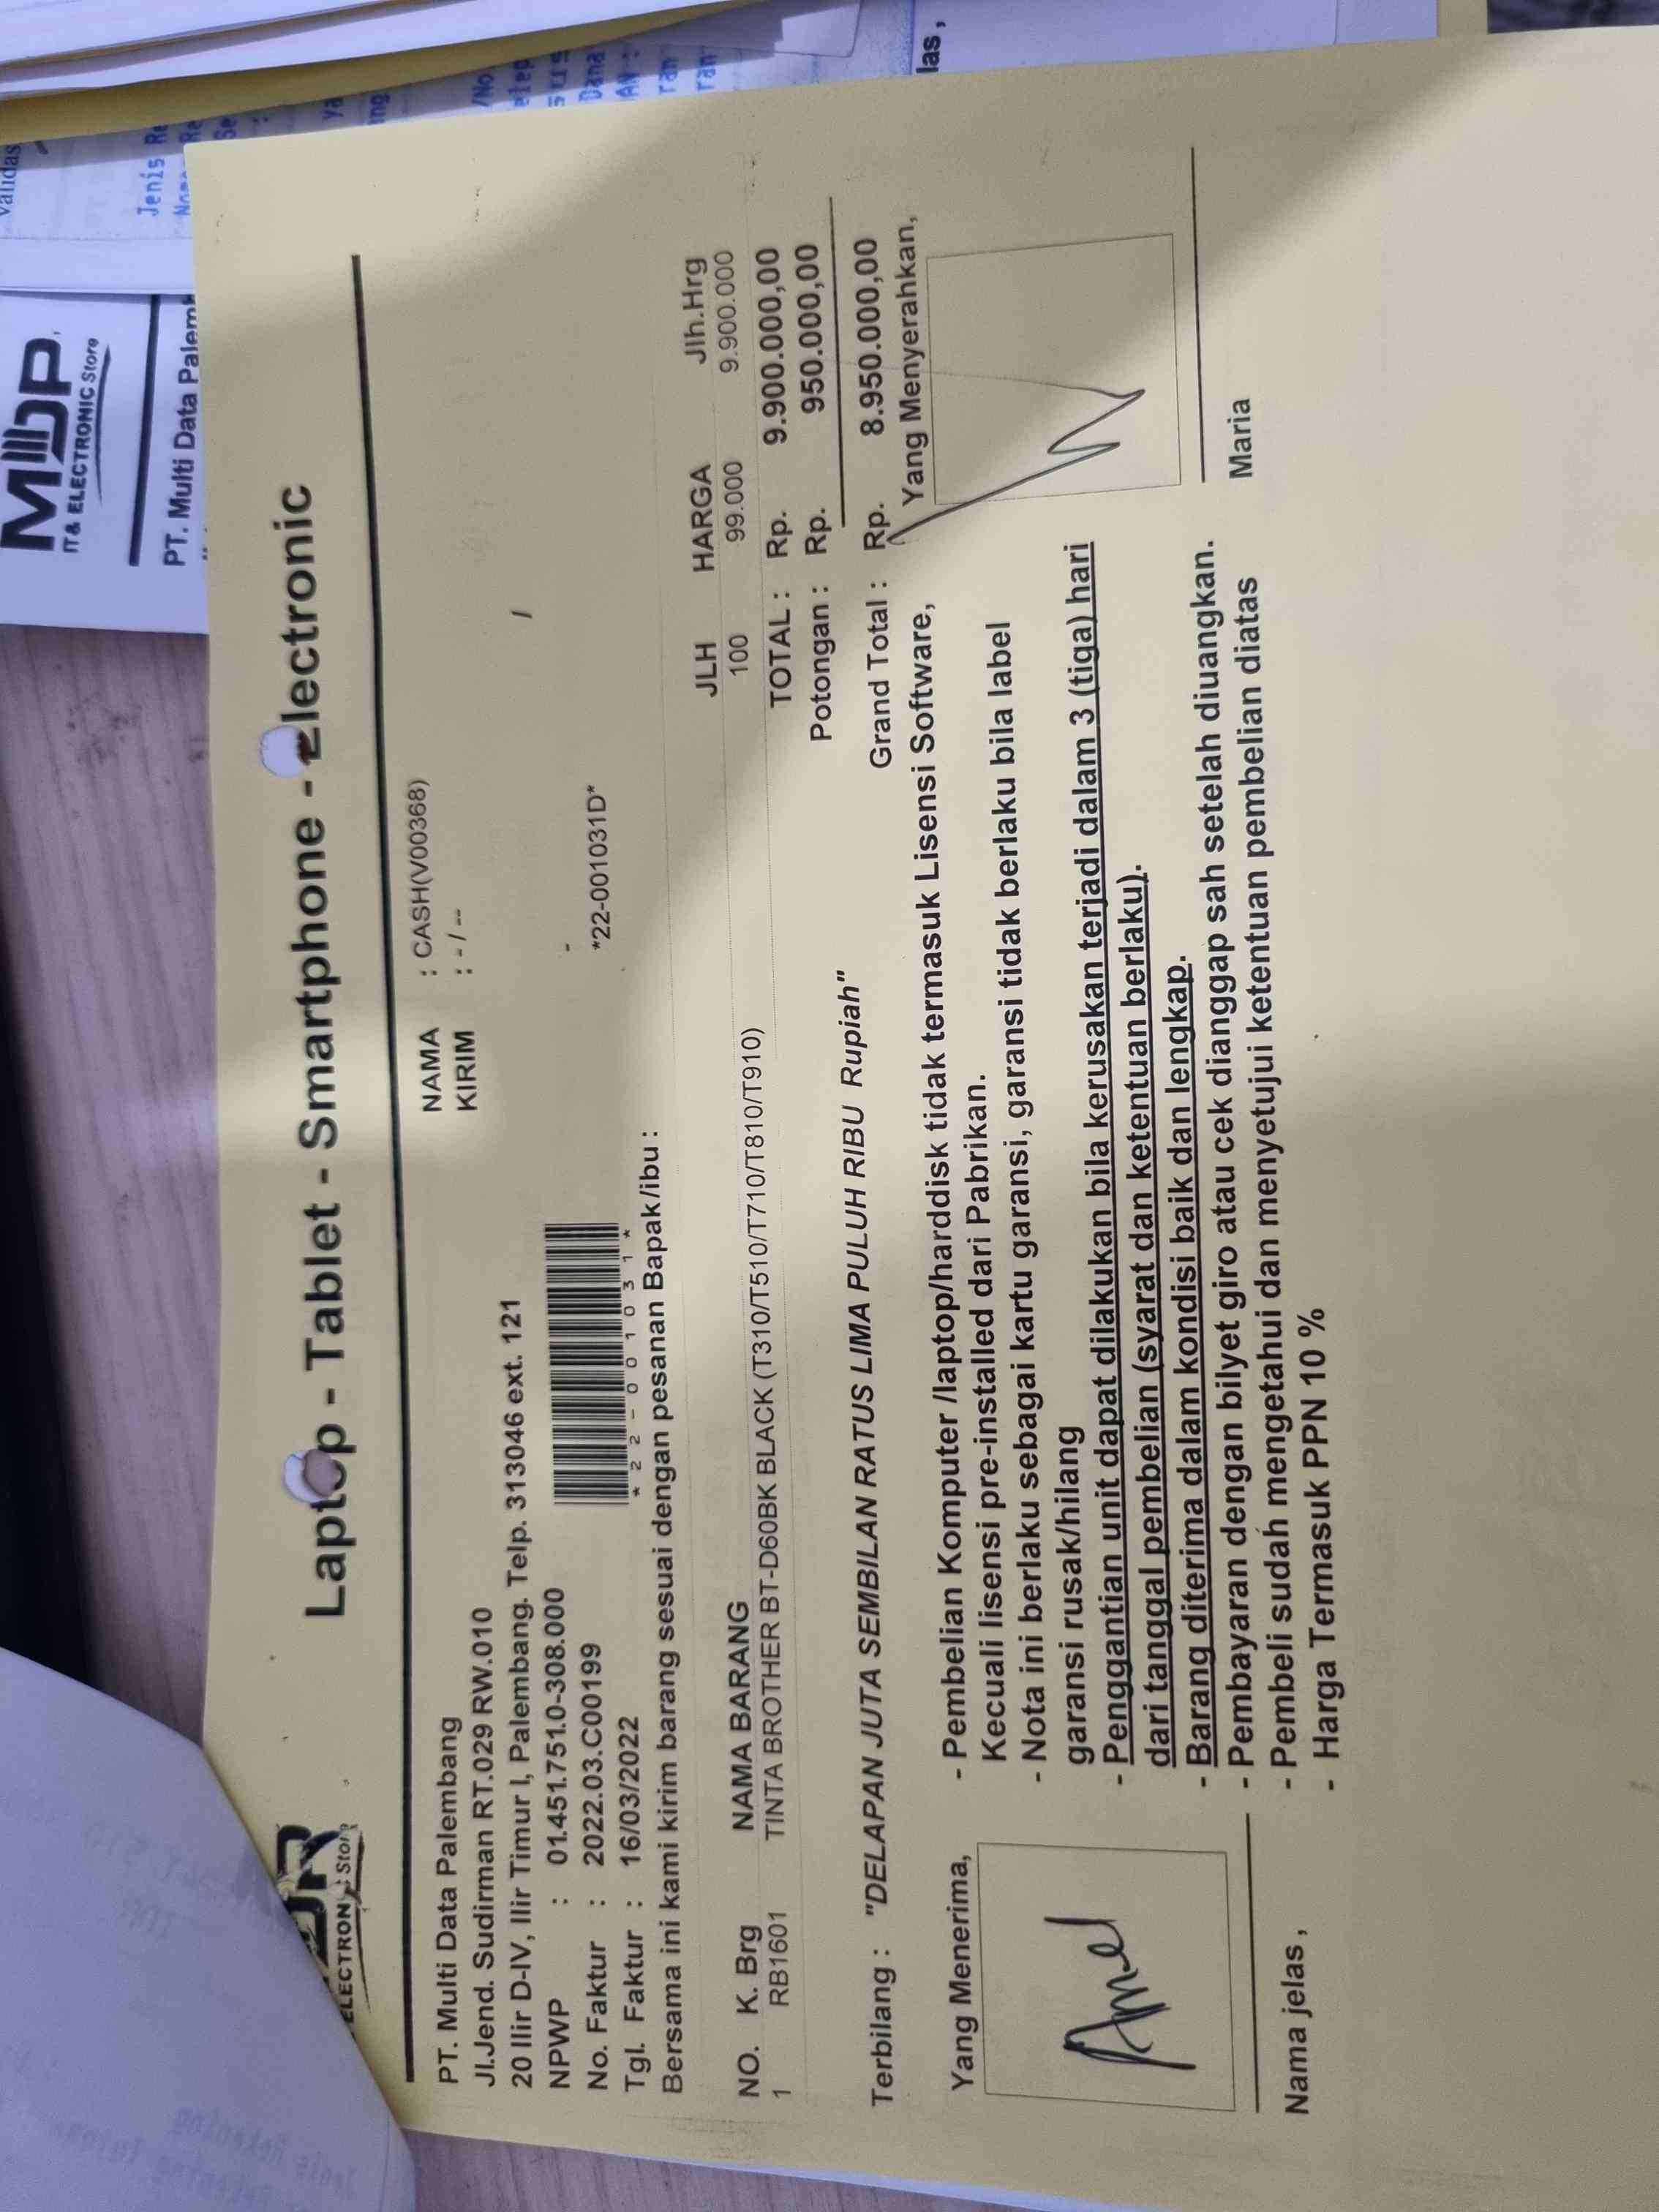 MDP
IT & ELECTRONIC Store
PT. Multi Data Palemb
Jenis Re
las,
ELECTRONIC Store
Laptop - Tablet - Smartphone - Electronic
PT. Multi Data Palembang
Jl.Jend. Sudirman RT.029 RW.010
20 Ilir D-IV, Ilir Timur I, Palembang. Telp. 313046 ext. 121
NPWP : 01.451.751.0-308.000
No. Faktur : 2022.03.C00199
Tgl. Faktur : 16/03/2022
NAMA : CASH(V00368)
KIRIM : - / --
/
-
*22-001031*
*22-001031D*
Bersama ini kami kirim barang sesuai dengan pesanan Bapak/ibu :
NO. K. Brg NAMA BARANG JLH HARGA Jlh.Hrg
1 RB1601 TINTA BROTHER BT-D60BK BLACK (T310/T510/T710/T810/T910) 100 99.000 9.900.000
TOTAL : Rp. 9.900.000,00
Potongan : Rp. 950.000,00
Grand Total : Rp. 8.950.000,00
Terbilang : "DELAPAN JUTA SEMBILAN RATUS LIMA PULUH RIBU Rupiah"
Yang Menerima,
Amel
Nama jelas ,
- Pembelian Komputer /laptop/harddisk tidak termasuk Lisensi Software,
Kecuali lisensi pre-installed dari Pabrikan.
- Nota ini berlaku sebagai kartu garansi, garansi tidak berlaku bila label
garansi rusak/hilang
- Penggantian unit dapat dilakukan bila kerusakan terjadi dalam 3 (tiga) hari
dari tanggal pembelian (syarat dan ketentuan berlaku).
- Barang diterima dalam kondisi baik dan lengkap.
- Pembayaran dengan bilyet giro atau cek dianggap sah setelah diuangkan.
- Pembeli sudah mengetahui dan menyetujui ketentuan pembelian diatas
- Harga Termasuk PPN 10 %
Yang Menyerahkan,
Maria